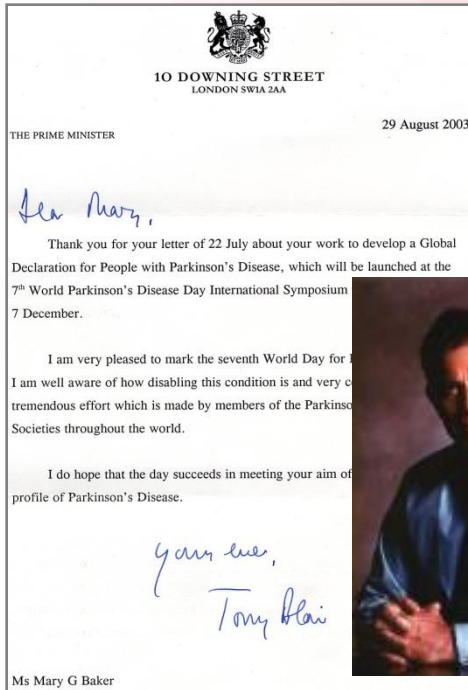 10 DOWNING STREET
LONDON SW1A 2AA
29 August 2003
THE PRIME MINISTER
Dear Mary,
Thank you for your letter of 22 July about your work to develop a Global
Declaration for People with Parkinson's Disease, which will be launched at the
7th World Parkinson's Disease Day International Symposium
7 December.
I am very pleased to mark the seventh World Day for
I am well aware of how disabling this condition is and very
tremendous effort which is made by members of the
Societies throughout the world.
I do hope that the day succeeds in meeting your aim of
profile of Parkinson's Disease.
Yours ever,
Tony Blair
Ms Mary G Baker